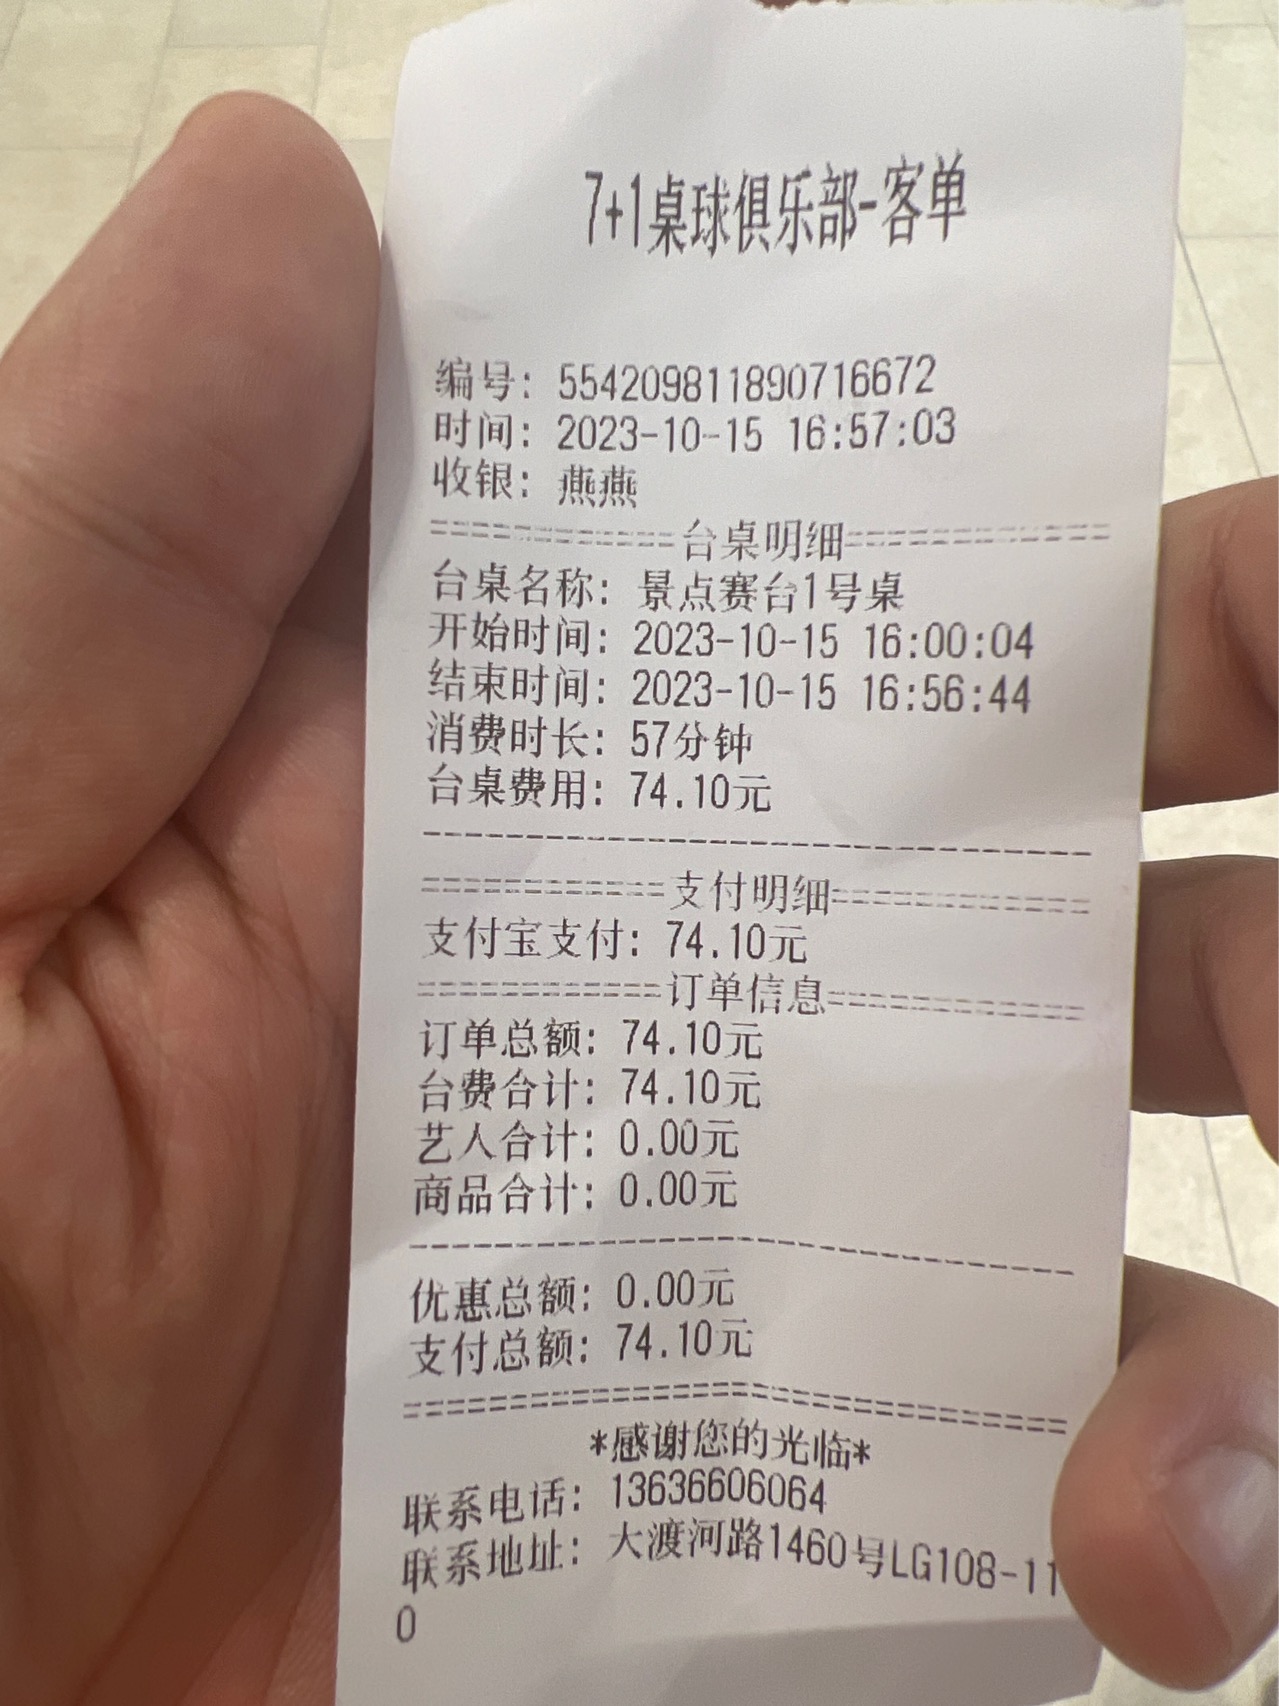 7+1桌球俱乐部-客单
编号: 554209811890716672
时间: 2023-10-15 16:57:03
收银: 燕燕
============台桌明细=============
台桌名称: 景点赛台1号桌
开始时间: 2023-10-15 16:00:04
结束时间: 2023-10-15 16:56:44
消费时长: 57分钟
台桌费用: 74.10元
---------------------------------
============支付明细=============
支付宝支付: 74.10元
============订单信息=============
订单总额: 74.10元
台费合计: 74.10元
艺人合计: 0.00元
商品合计: 0.00元
---------------------------------
优惠总额: 0.00元
支付总额: 74.10元
=================================
*感谢您的光临*
联系电话: 13636606064
联系地址: 大渡河路1460号LG108-11
0